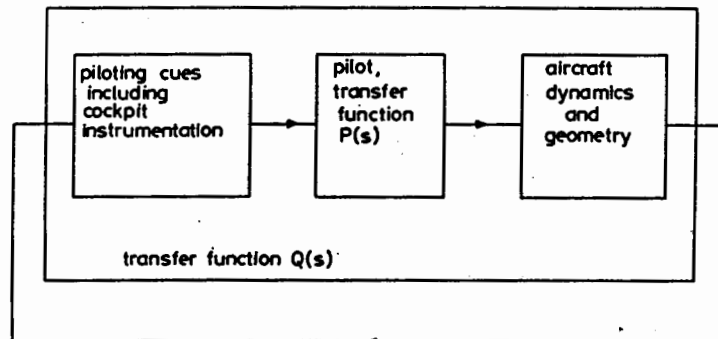 piloting cues
including
cockpit
instrumentation
pilot,
transfer
function
P(s)
aircraft
dynamics
and
geometry
transfer function Q(s)